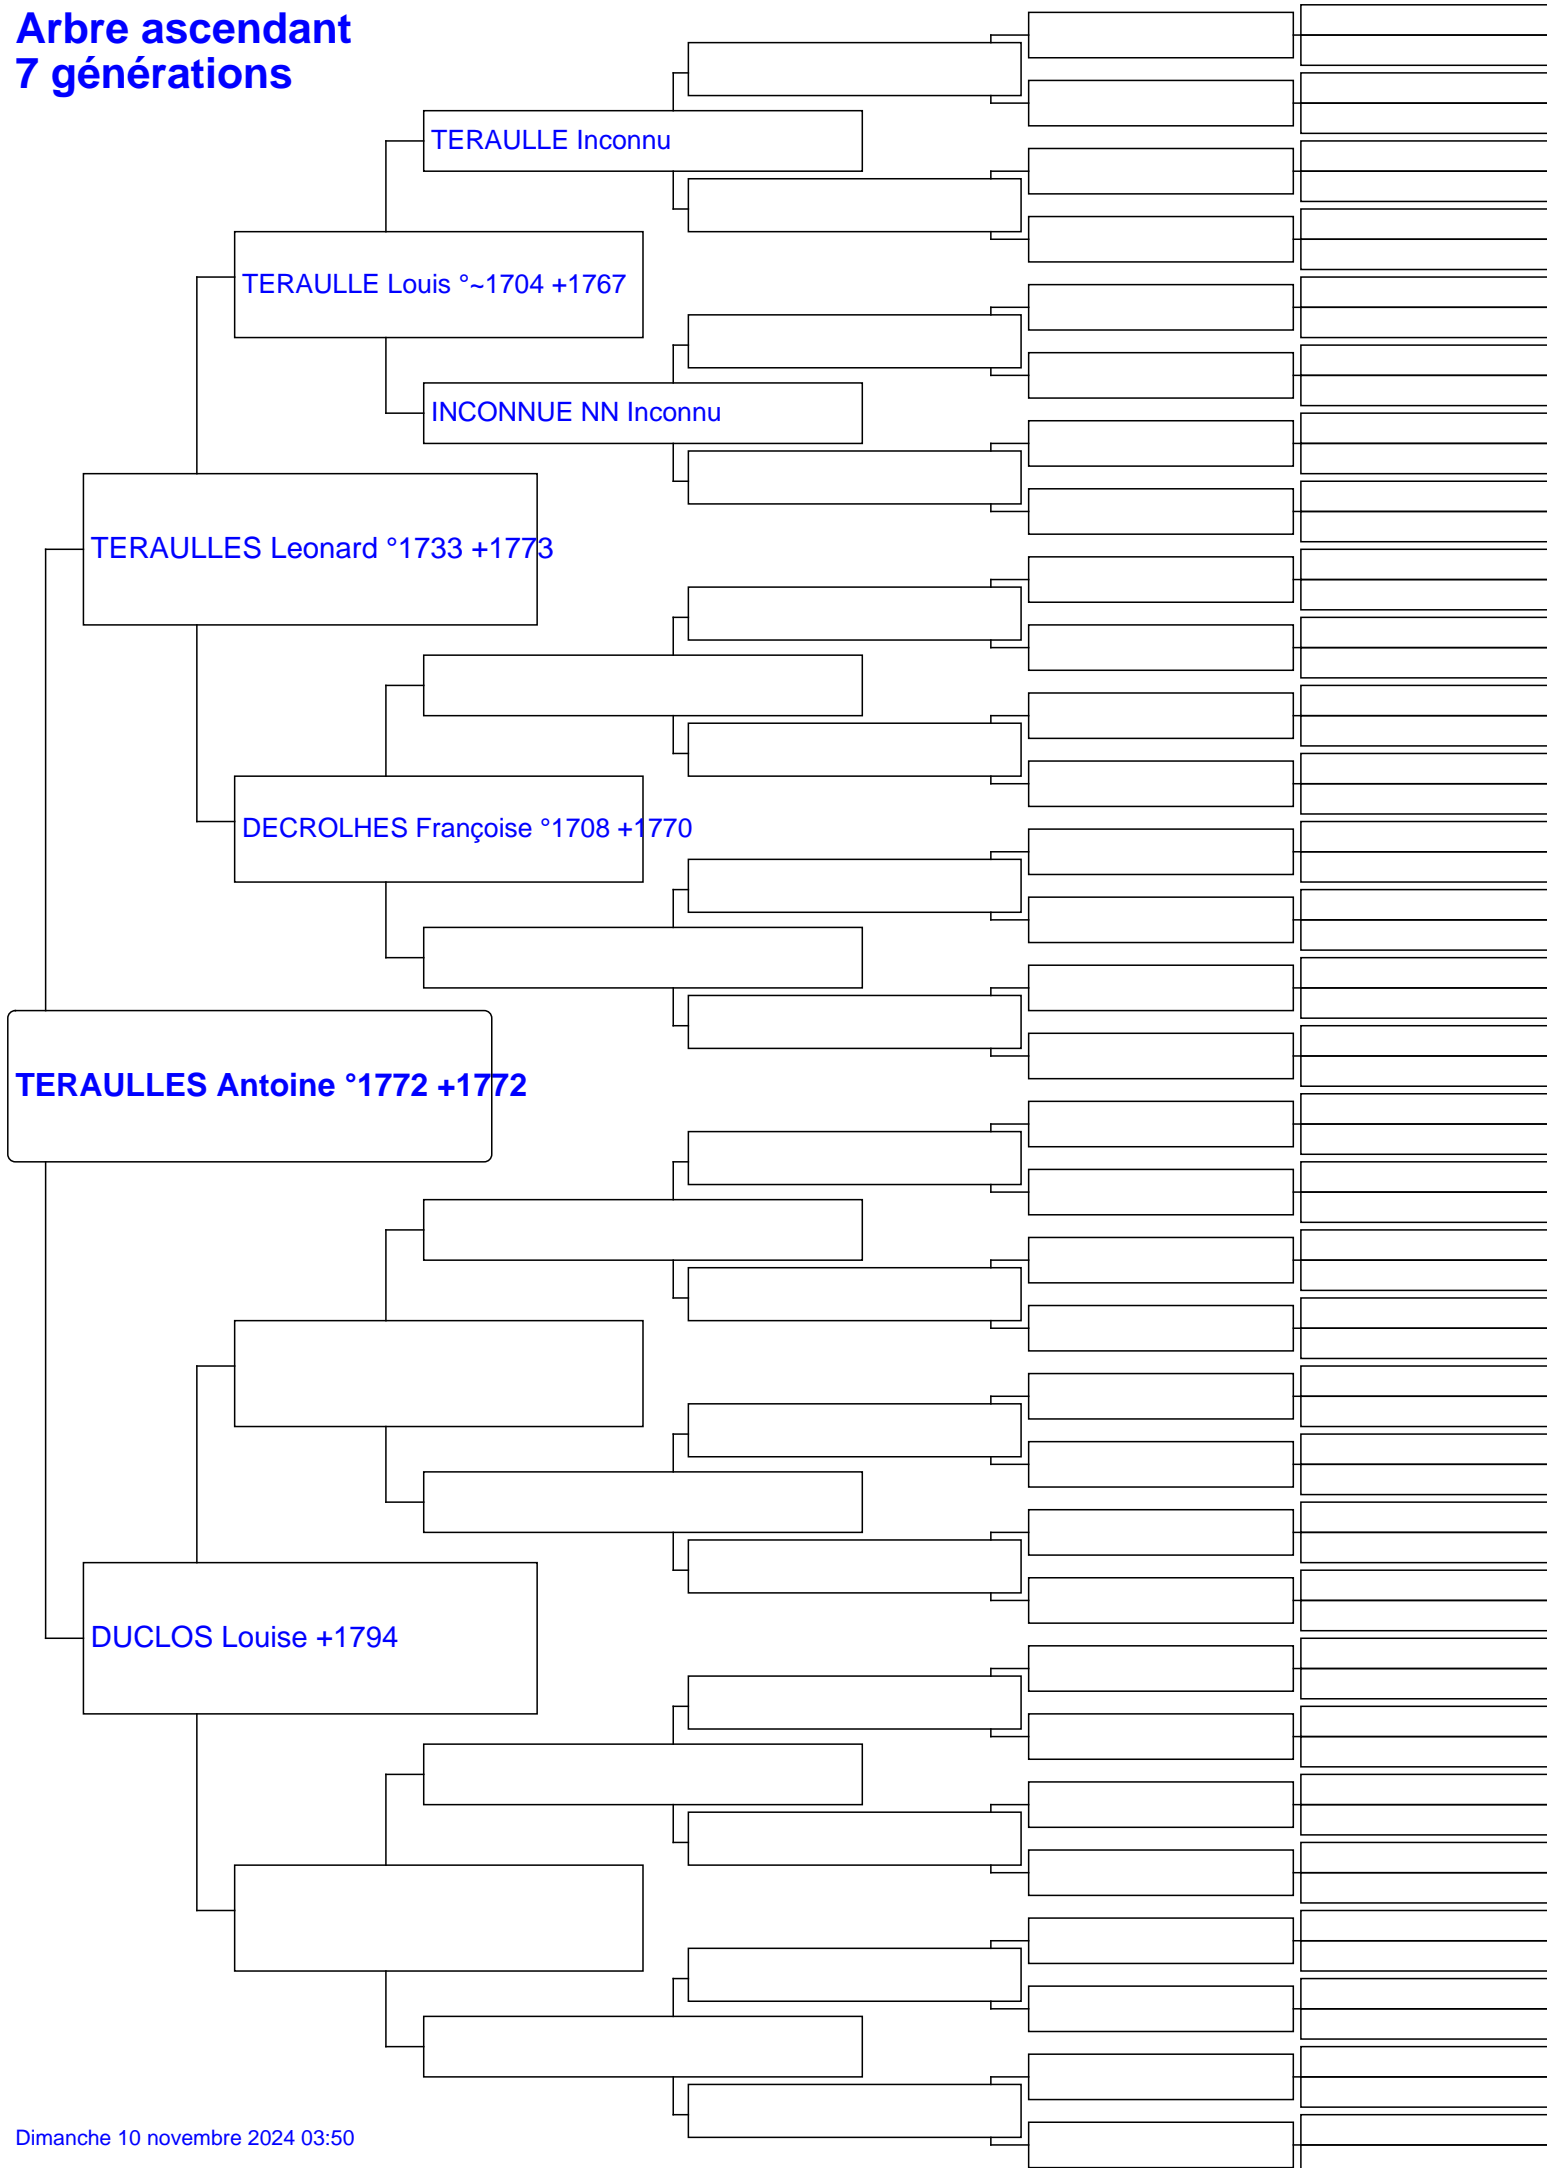 Arbre ascendant
7 générations
TERAULLE Inconnu
TERAULLE Louis °~1704 +1767
INCONNUE NN Inconnu
TERAULLES Leonard °1733 +1773
DECROLHES Françoise °1708 +1770
TERAULLES Antoine °1772 +1772
DUCLOS Louise +1794
Dimanche 10 novembre 2024 03:50